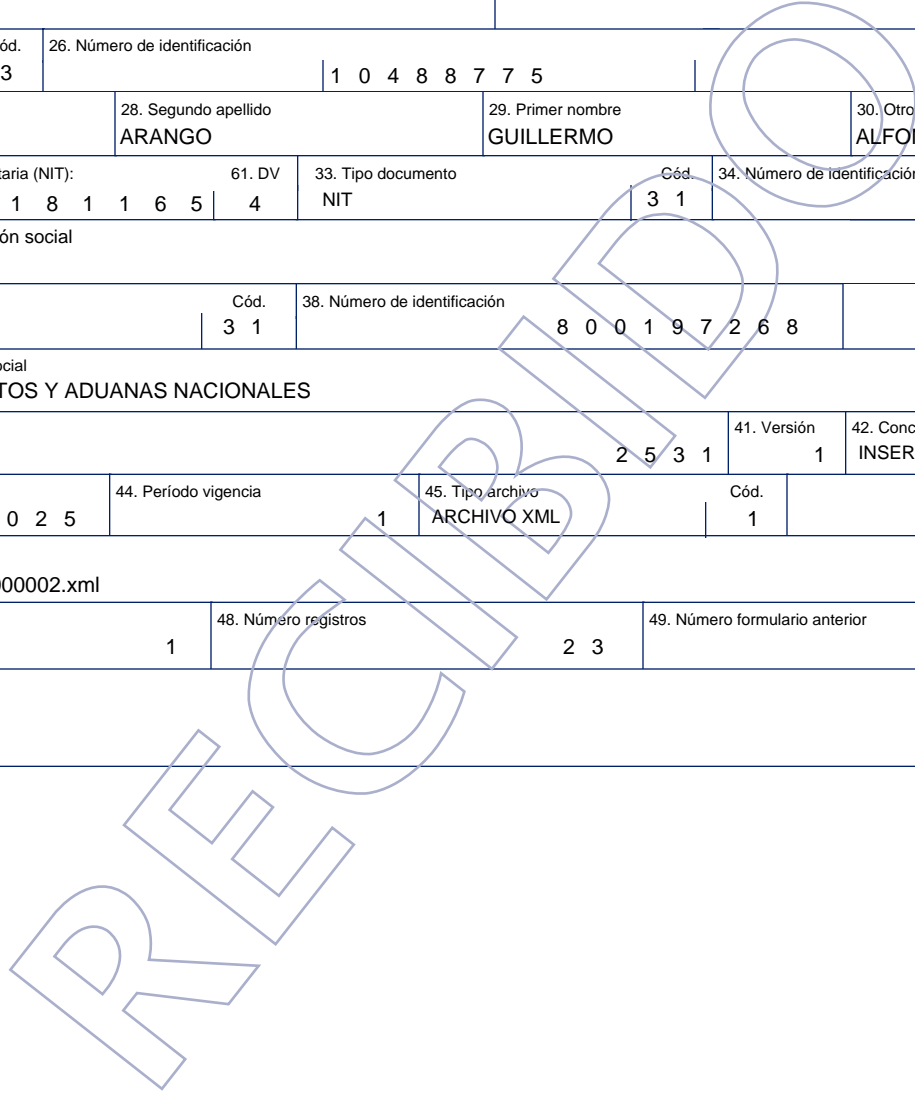 ód. 26. Número de identificación
3 1 0 4 8 8 7 7 5
28. Segundo apellido 29. Primer nombre 30. Otro
ARANGO GUILLERMO ALFON
taria (NIT): 61. DV 33. Tipo documento Cód. 34. Número de identificación
1 8 1 1 6 5 4 NIT 3 1
ón social
Cód. 38. Número de identificación
3 1 8 0 0 1 9 7 2 6 8
ocial
TOS Y ADUANAS NACIONALES
41. Versión 42. Conc
2 5 3 1 1 INSER
44. Período vigencia 45. Tipo archivo Cód.
0 2 5 1 ARCHIVO XML 1
000002.xml
48. Número registros 49. Número formulario anterior
1 2 3
RECIBIDO